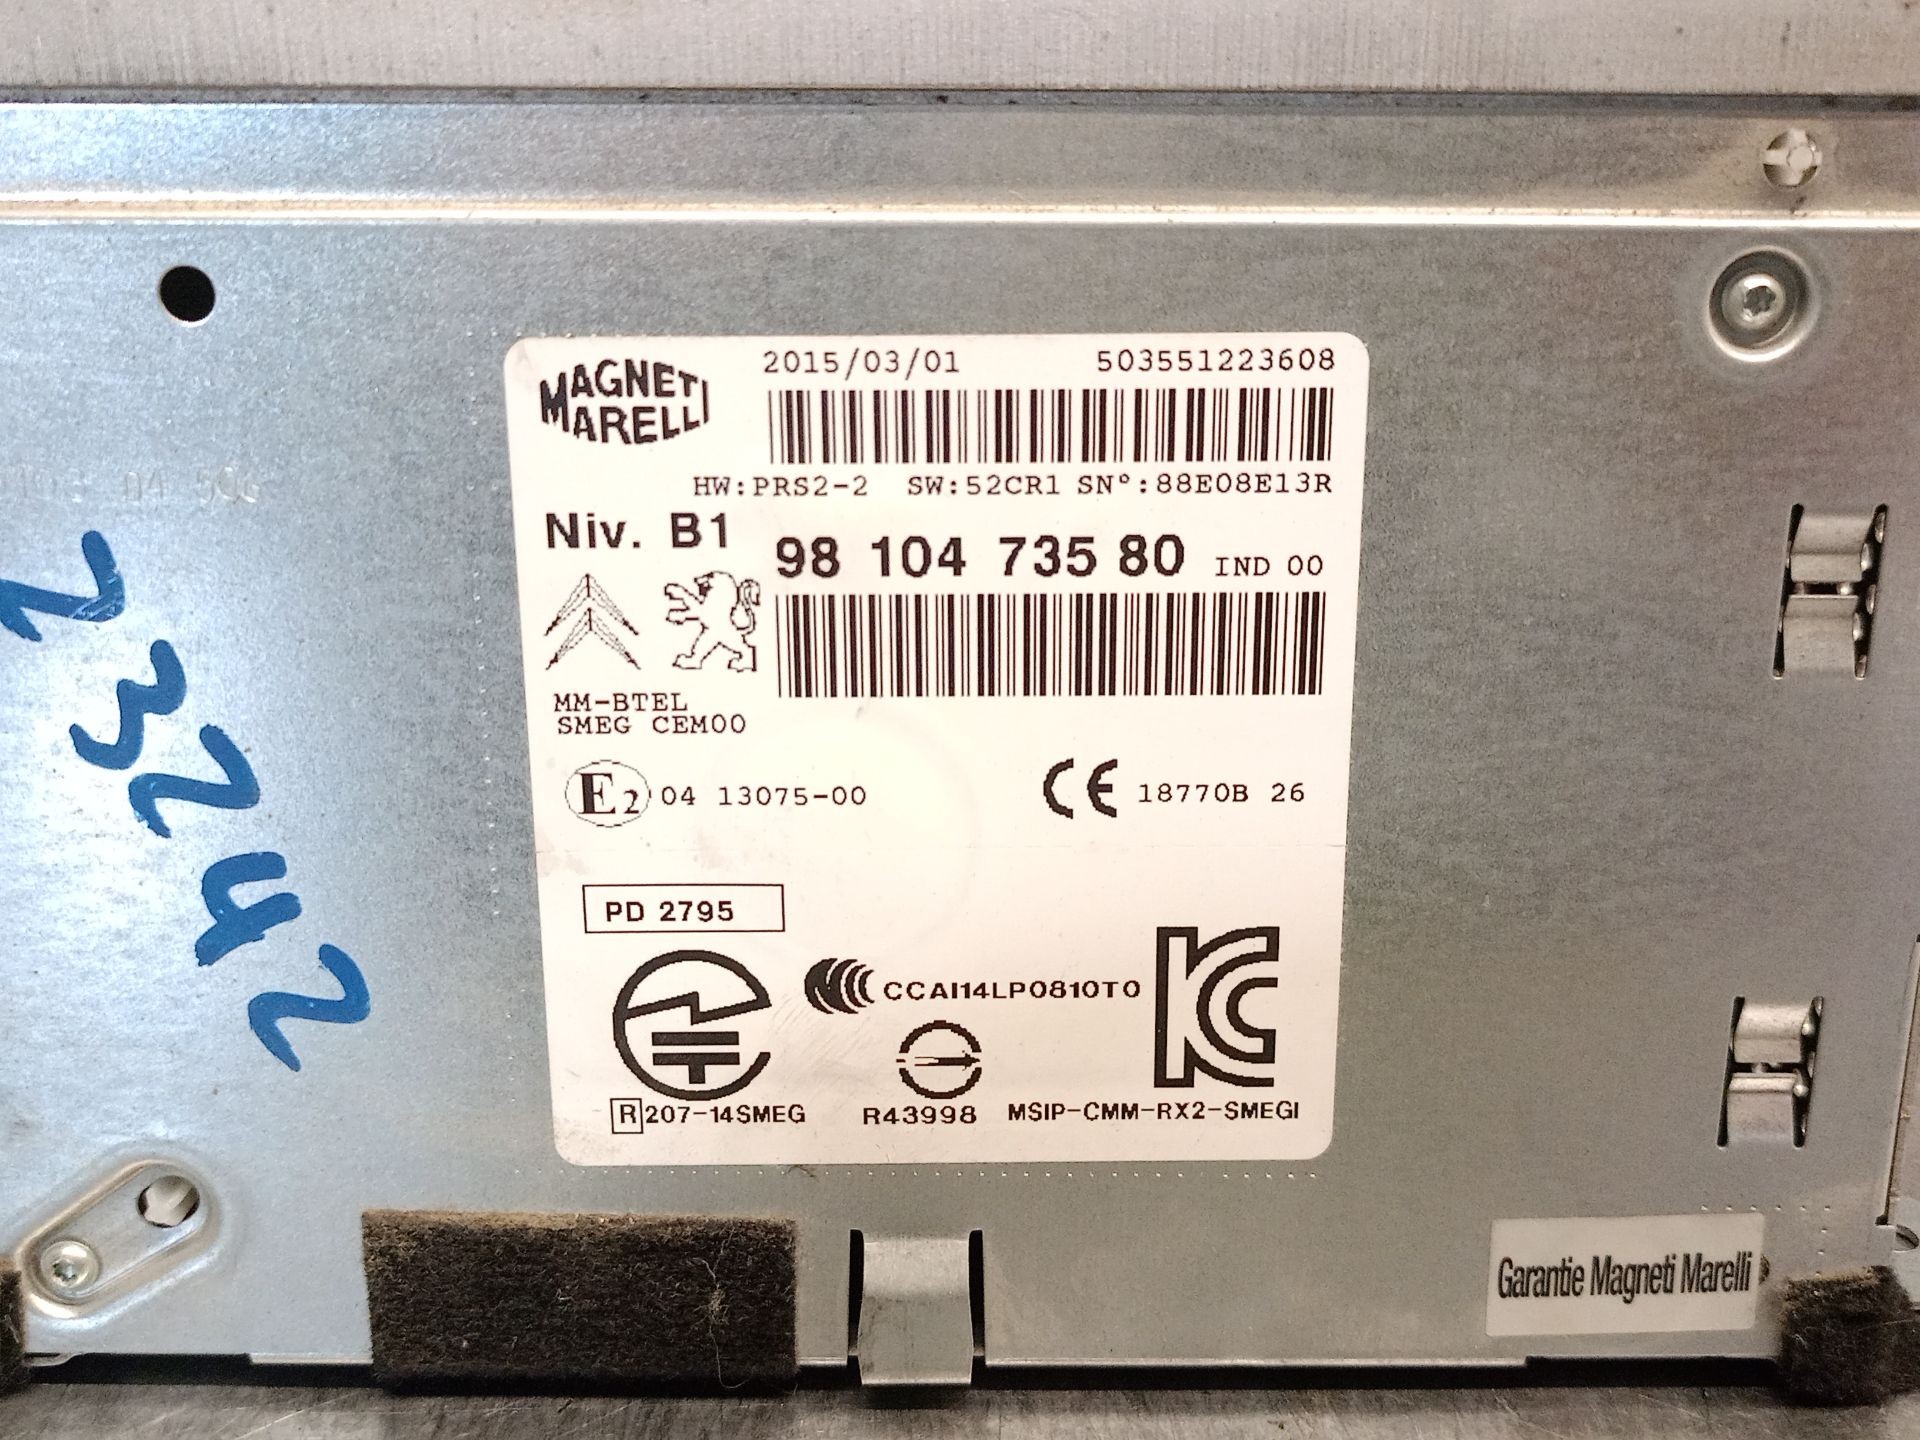 MAGNETI
MARELLI
2015/03/01 503551223608
HW:PRS2-2 SW:52CR1 SN°:88E08E13R
Niv. B1
98 104 735 80 IND 00
MM-BTEL
SMEG CEM00
E2 04 13075-00
CE 18770B 26
PD 2795
CCAI14LP0810T0
R 207-14SMEG
R43998
MSIP-CMM-RX2-SMEGI
23242
Garantie Magneti Marelli